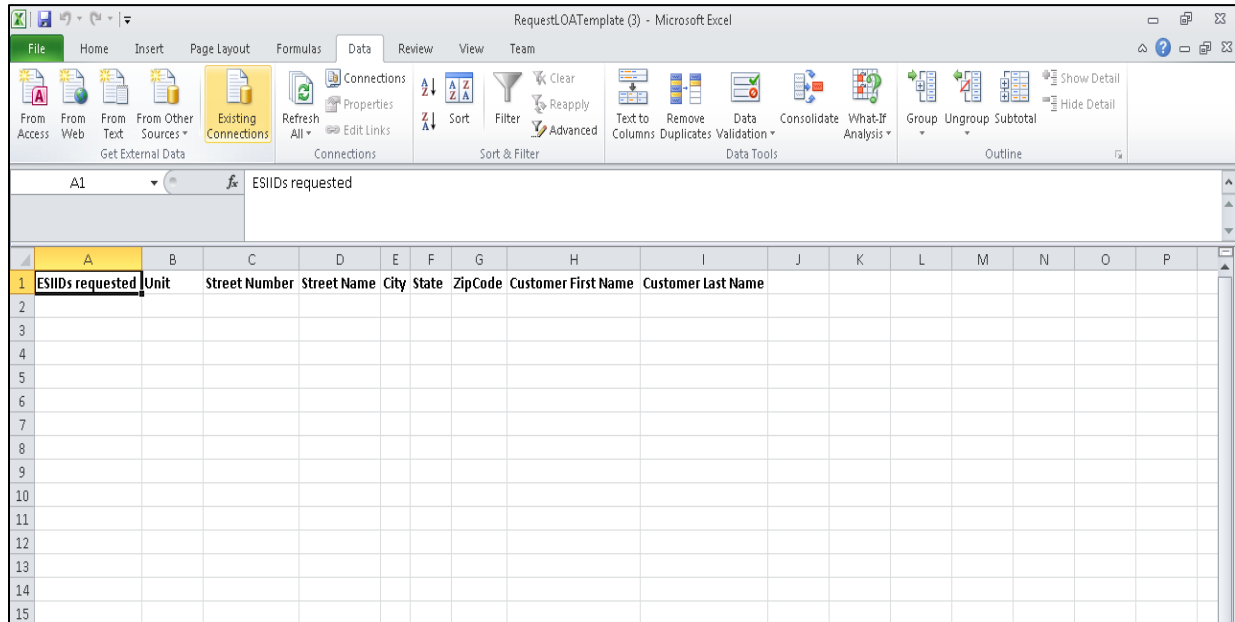 RequestLOATemplate (3) - Microsoft Excel
File Home Insert Page Layout Formulas Data Review View Team
From Access
From Web
From Text
From Other Sources
Existing Connections
Get External Data
Refresh All
Connections
Properties
Edit Links
Connections
Sort
Filter
Clear
Reapply
Advanced
Sort & Filter
Text to Columns
Remove Duplicates
Data Validation
Consolidate
What-If Analysis
Data Tools
Group
Ungroup
Subtotal
Show Detail
Hide Detail
Outline
A1 fx ESIIDs requested
A B C D E F G H I J K L M N O P
1 ESIIDs requested Unit Street Number Street Name City State ZipCode Customer First Name Customer Last Name
2
3
4
5
6
7
8
9
10
11
12
13
14
15